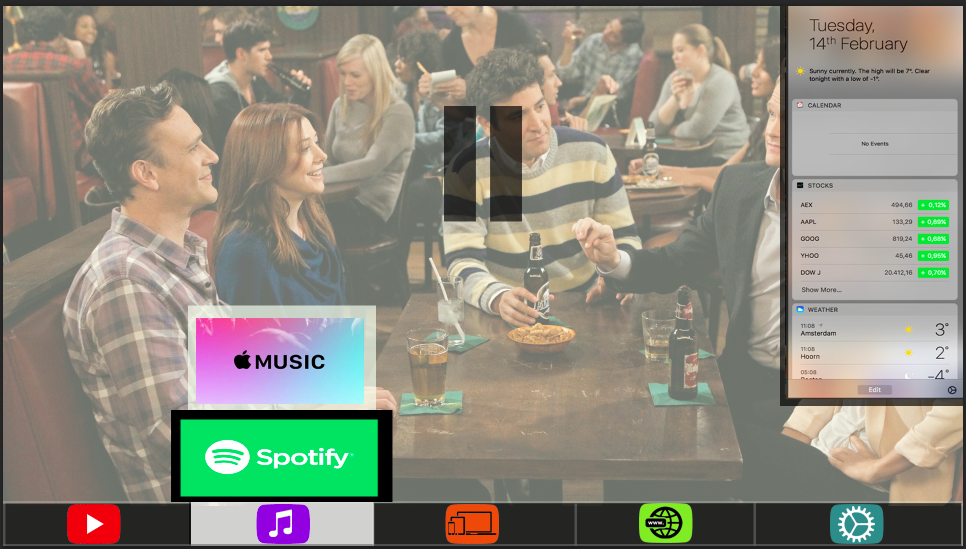 Tuesday,
14th February
Sunny currently. The high will be 7°. Clear
tonight with a low of -1°.
CALENDAR
No Events
STOCKS
AEX 494,66 + 0,12%
AAPL 133,29 + 0,89%
GOOG 819,24 + 0,68%
YHOO 45,46 + 0,95%
DOW J 20.412,16 + 0,70%
Show More...
WEATHER
11:08
Amsterdam 3°
11:08
Hoorn 2°
05:08
-4°
Edit
MUSIC
Spotify
www.